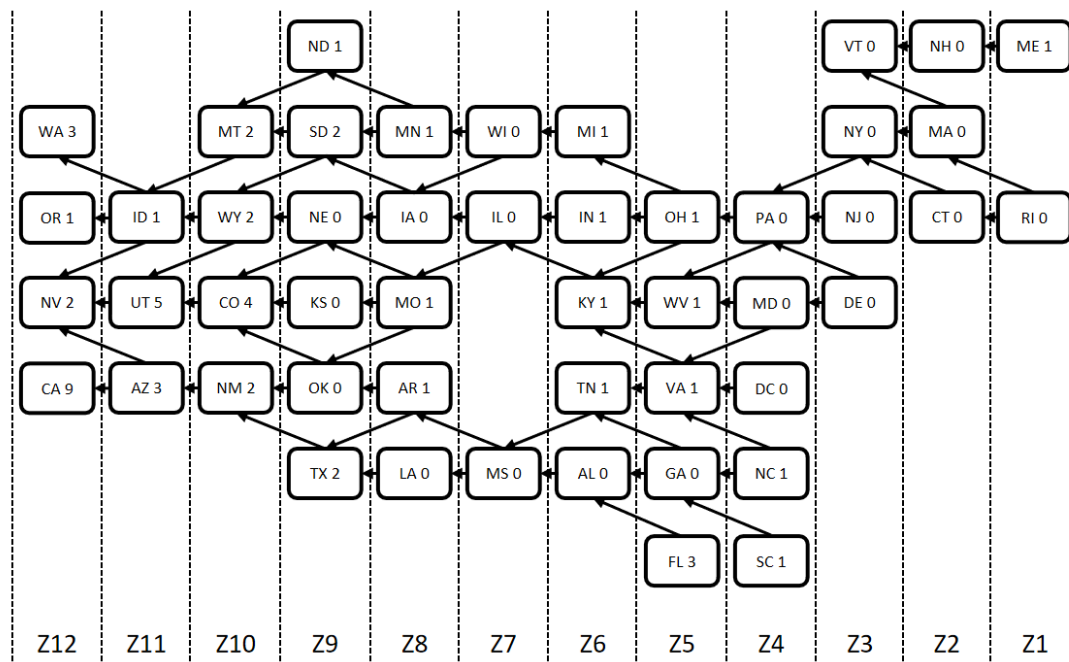 ND 1 VT 0 NH 0 ME 1
WA 3 MT 2 SD 2 MN 1 WI 0 MI 1 NY 0 MA 0
OR 1 ID 1 WY 2 NE 0 IA 0 IL 0 IN 1 OH 1 PA 0 NJ 0 CT 0 RI 0
NV 2 UT 5 CO 4 KS 0 MO 1 KY 1 WV 1 MD 0 DE 0
CA 9 AZ 3 NM 2 OK 0 AR 1 TN 1 VA 1 DC 0
TX 2 LA 0 MS 0 AL 0 GA 0 NC 1
FL 3 SC 1
Z12 Z11 Z10 Z9 Z8 Z7 Z6 Z5 Z4 Z3 Z2 Z1